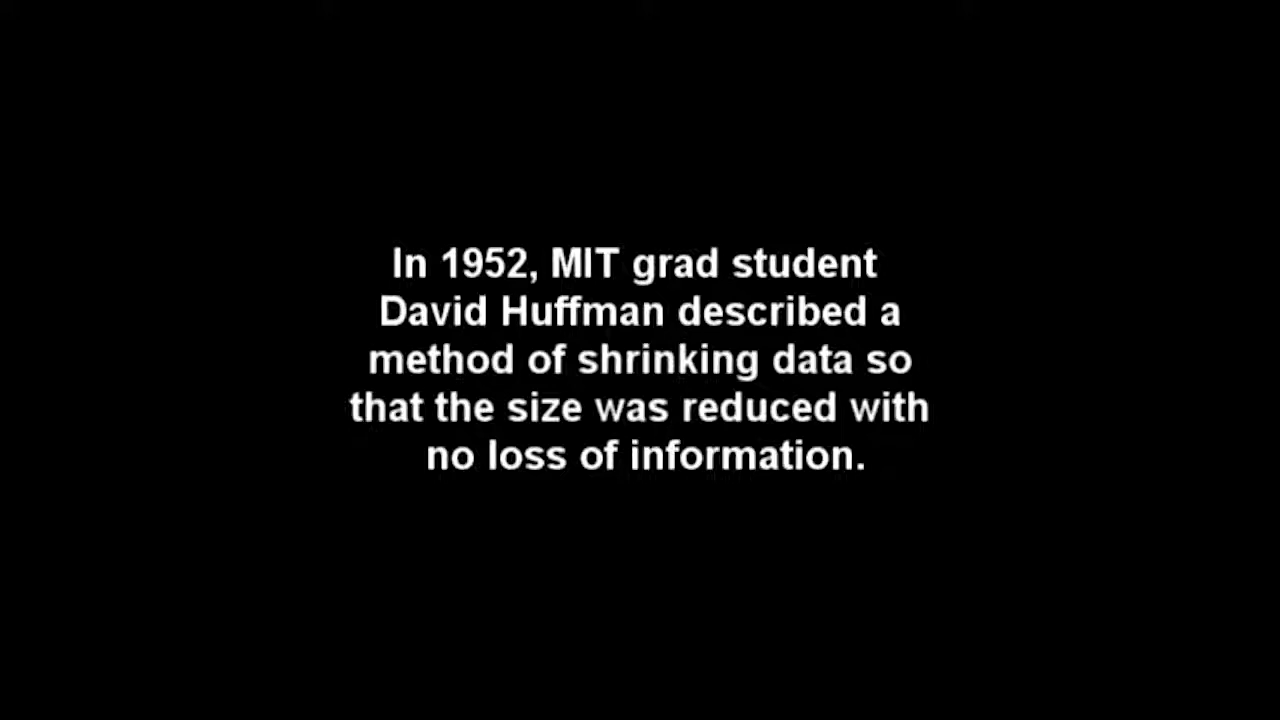 In 1952, MIT grad student
David Huffman described a
method of shrinking data so
that the size was reduced with
no loss of information.